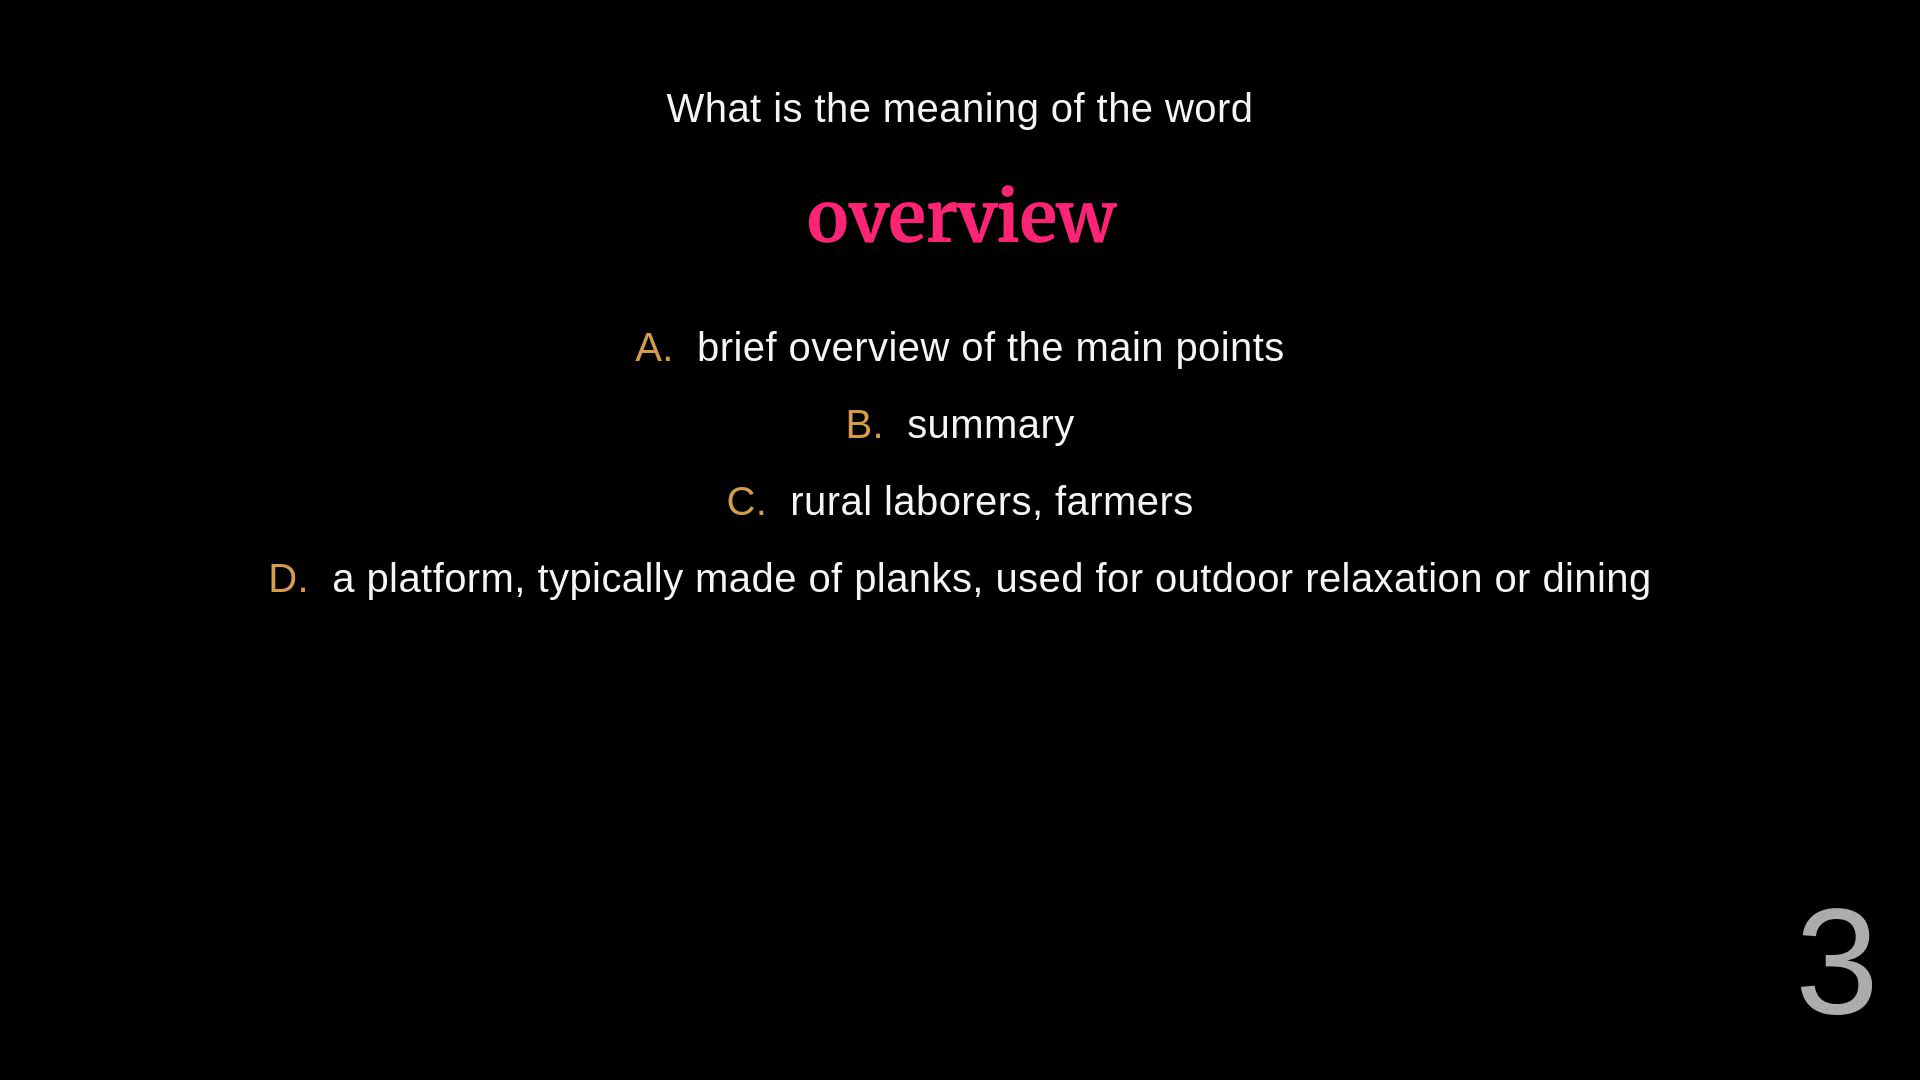 What is the meaning of the word
overview
A. brief overview of the main points
B. summary
C. rural laborers, farmers
D. a platform, typically made of planks, used for outdoor relaxation or dining
3